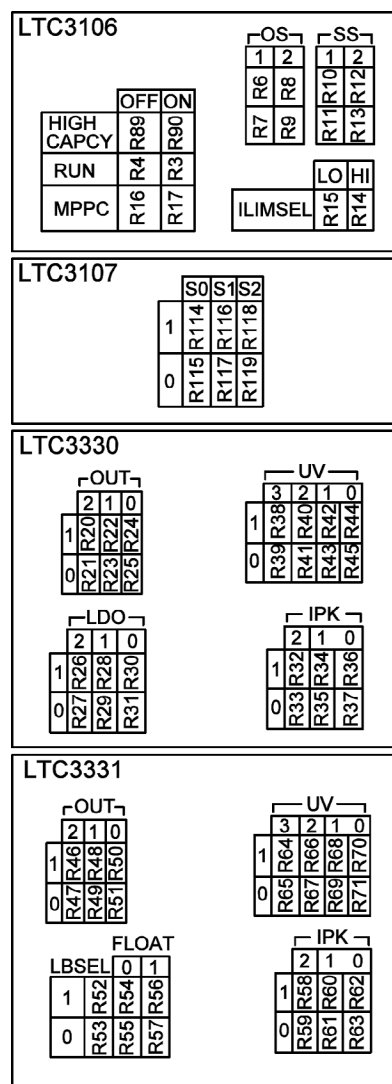 LTC3106
OS SS
1 2 1 2
R6 R8 R10 R12
R7 R9 R11 R13
OFF ON
HIGH CAPCY R89 R90
RUN R4 R3
MPPC R16 R17
LO HI
ILIMSEL R15 R14
LTC3107
S0 S1 S2
1 R114 R116 R118
0 R115 R117 R119
LTC3330
OUT
2 1 0
1 R20 R22 R24
0 R21 R23 R25
UV
3 2 1 0
1 R38 R40 R42 R44
0 R39 R41 R43 R45
LDO
2 1 0
1 R26 R28 R30
0 R27 R29 R31
IPK
2 1 0
1 R32 R34 R36
0 R33 R35 R37
LTC3331
OUT
2 1 0
1 R46 R48 R50
0 R47 R49 R51
UV
3 2 1 0
1 R64 R66 R68 R70
0 R65 R67 R69 R71
FLOAT
LBSEL 0 1
1 R52 R54 R56
0 R53 R55 R57
IPK
2 1 0
1 R58 R60 R62
0 R59 R61 R63